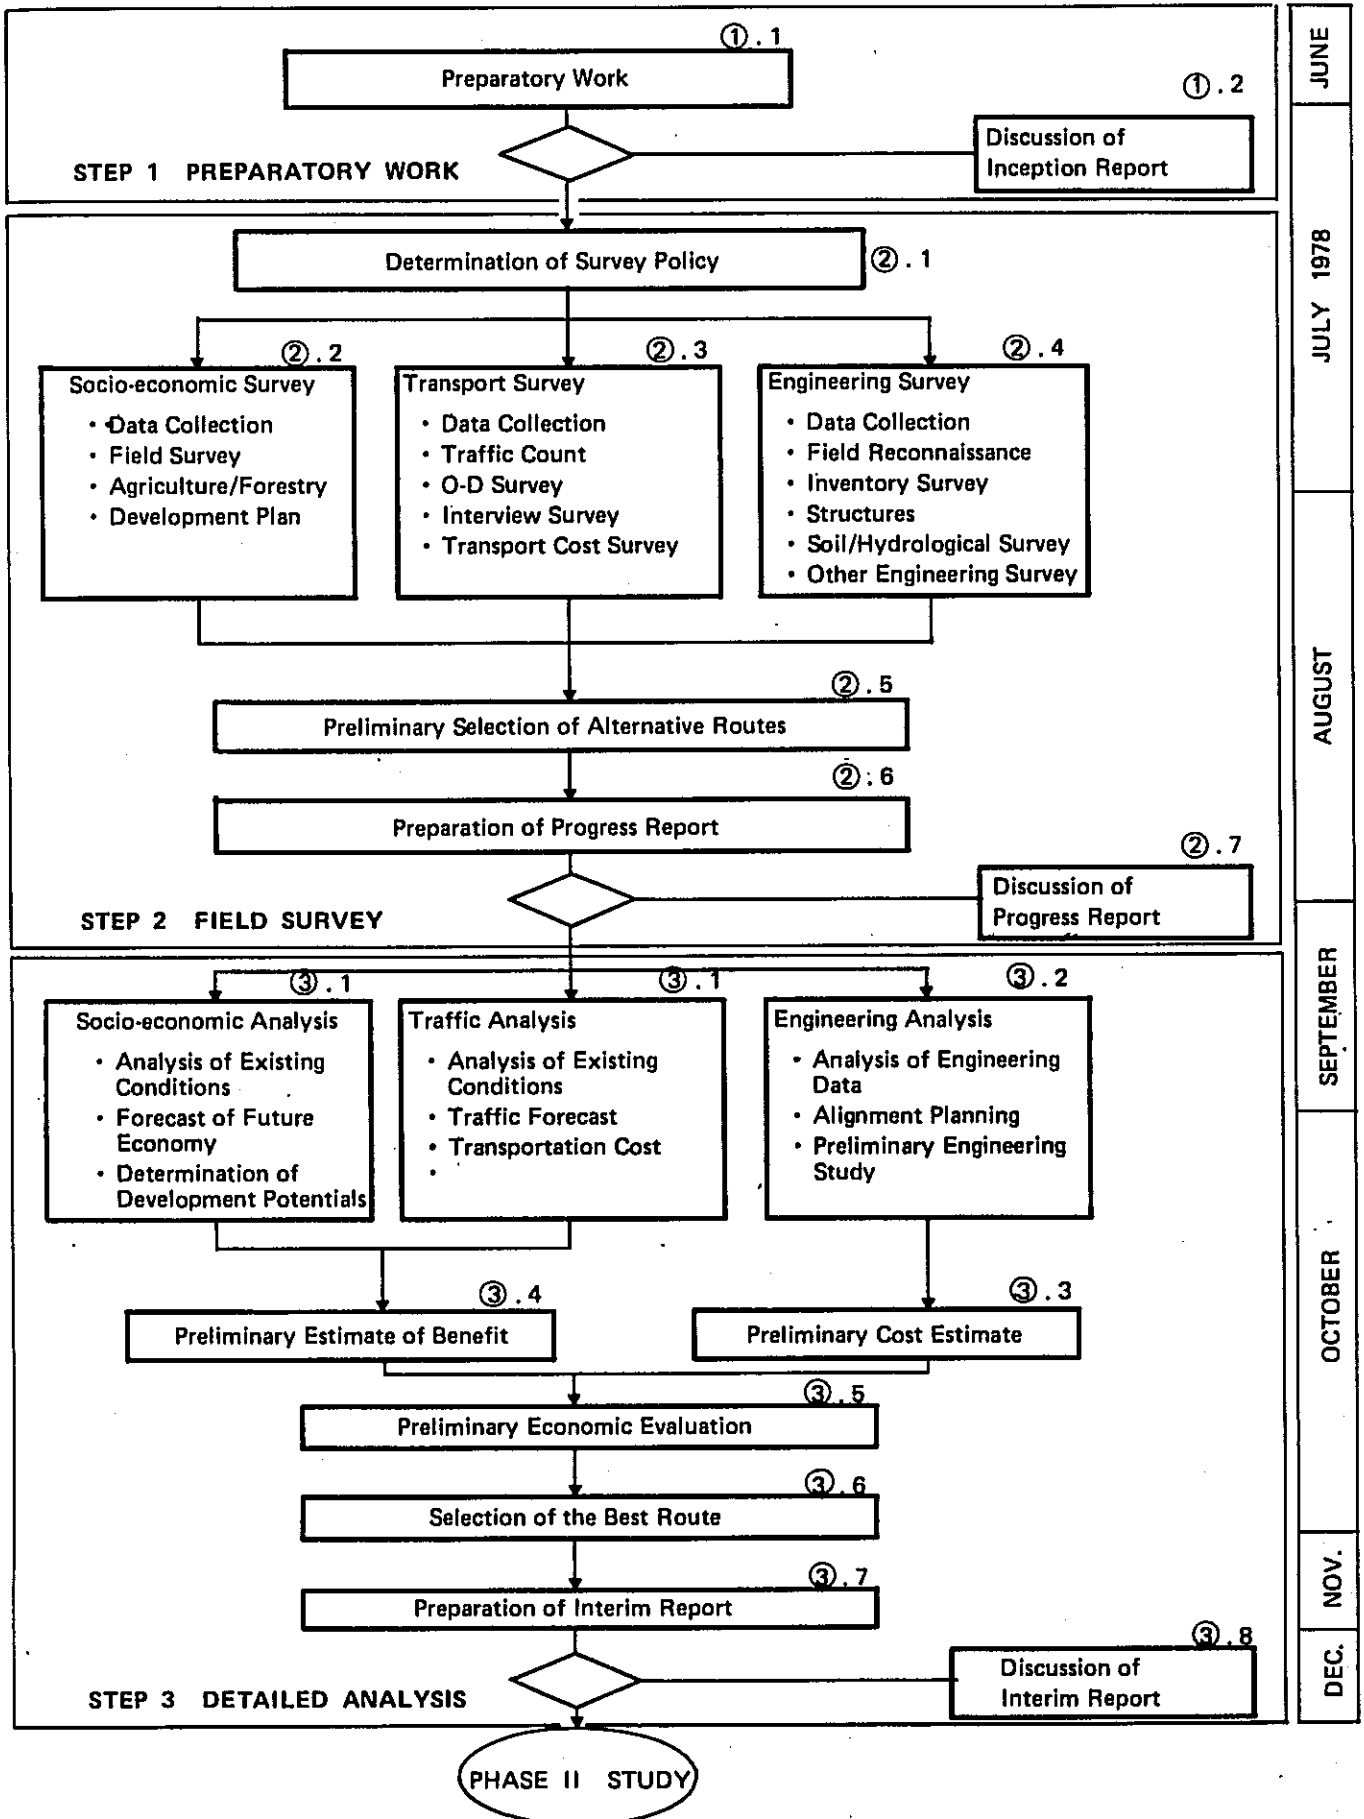 ① . 1
Preparatory Work
① . 2
Discussion of
Inception Report
STEP 1 PREPARATORY WORK
Determination of Survey Policy
② . 1
② . 2
Socio-economic Survey
• Data Collection
• Field Survey
• Agriculture/Forestry
• Development Plan
② . 3
Transport Survey
• Data Collection
• Traffic Count
• O-D Survey
• Interview Survey
• Transport Cost Survey
② . 4
Engineering Survey
• Data Collection
• Field Reconnaissance
• Inventory Survey
• Structures
• Soil/Hydrological Survey
• Other Engineering Survey
② . 5
Preliminary Selection of Alternative Routes
② . 6
Preparation of Progress Report
② . 7
Discussion of
Progress Report
STEP 2 FIELD SURVEY
③ . 1
Socio-economic Analysis
• Analysis of Existing
Conditions
• Forecast of Future
Economy
• Determination of
Development Potentials
③ . 1
Traffic Analysis
• Analysis of Existing
Conditions
• Traffic Forecast
• Transportation Cost
•
③ . 2
Engineering Analysis
• Analysis of Engineering
Data
• Alignment Planning
• Preliminary Engineering
Study
③ . 4
Preliminary Estimate of Benefit
③ . 3
Preliminary Cost Estimate
③ . 5
Preliminary Economic Evaluation
③ . 6
Selection of the Best Route
③ . 7
Preparation of Interim Report
③ . 8
Discussion of
Interim Report
STEP 3 DETAILED ANALYSIS
PHASE II STUDY
JUNE
JULY 1978
AUGUST
SEPTEMBER
OCTOBER
NOV.
DEC.